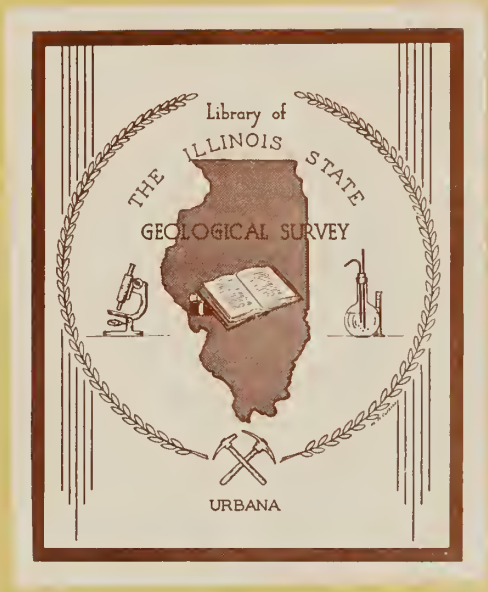 Library of
THE ILLINOIS STATE
GEOLOGICAL SURVEY
URBANA